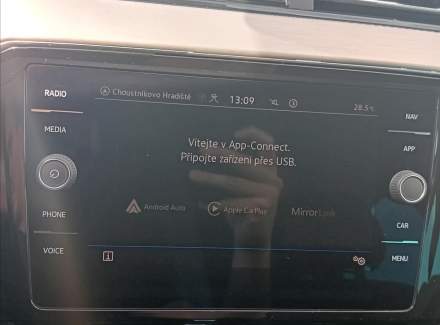 RADIO
Choustníkovo Hradiště 13:09 28.5°C
NAV
MEDIA
Vítejte v App-Connect.
Připojte zařízení přes USB.
APP
Android Auto Apple CarPlay MirrorLink
PHONE
CAR
VOICE
MENU